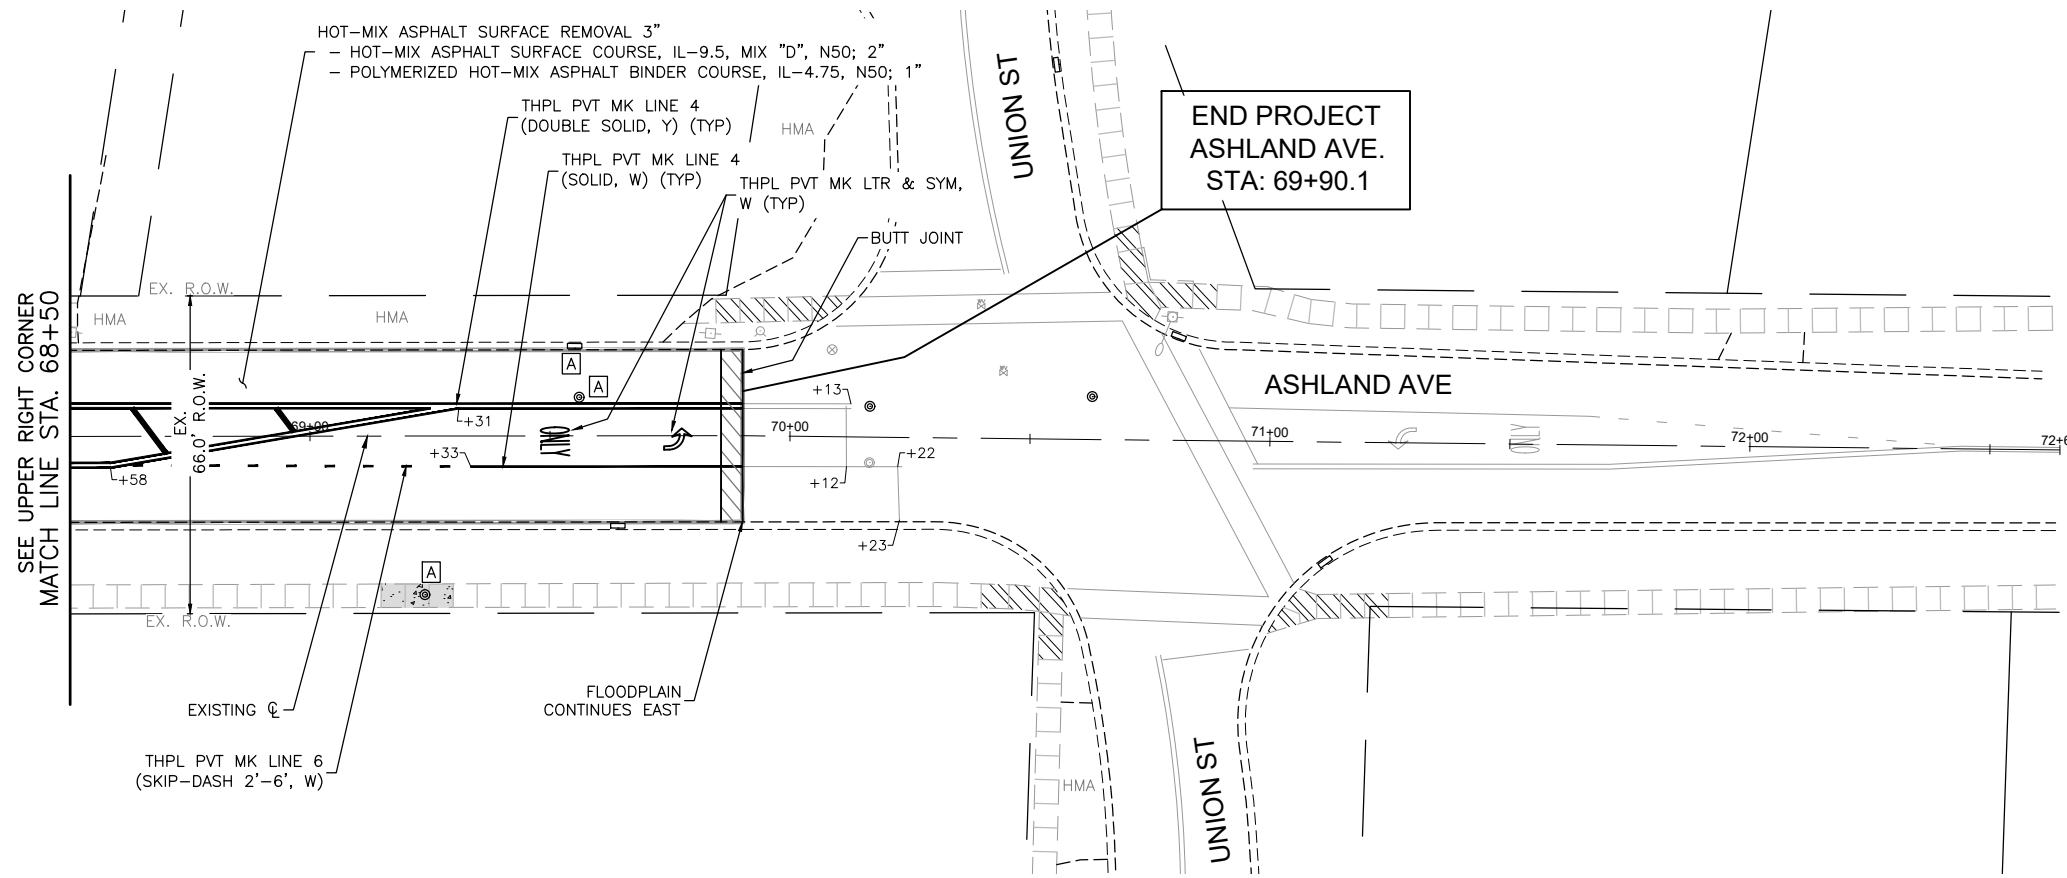 HOT-MIX ASPHALT SURFACE REMOVAL 3"
- HOT-MIX ASPHALT SURFACE COURSE, IL-9.5, MIX "D", N50; 2"
- POLYMERIZED HOT-MIX ASPHALT BINDER COURSE, IL-4.75, N50; 1"
THPL PVT MK LINE 4
(DOUBLE SOLID, Y) (TYP)
THPL PVT MK LINE 4
(SOLID, W) (TYP)
THPL PVT MK LTR & SYM,
W (TYP)
HMA
BUTT JOINT
UNION ST
END PROJECT
ASHLAND AVE.
STA: 69+90.1
SEE UPPER RIGHT CORNER
MATCH LINE STA. 68+50
EX. R.O.W.
HMA
HMA
EX.
66.0' R.O.W.
A
A
ASHLAND AVE
+13
+31
69+00
ONLY
70+00
71+00
ONLY
72+00
+33
+22
+58
+12
+23
A
EX. R.O.W.
EXISTING ℄
FLOODPLAIN
CONTINUES EAST
THPL PVT MK LINE 6
(SKIP-DASH 2'-6', W)
HMA
UNION ST